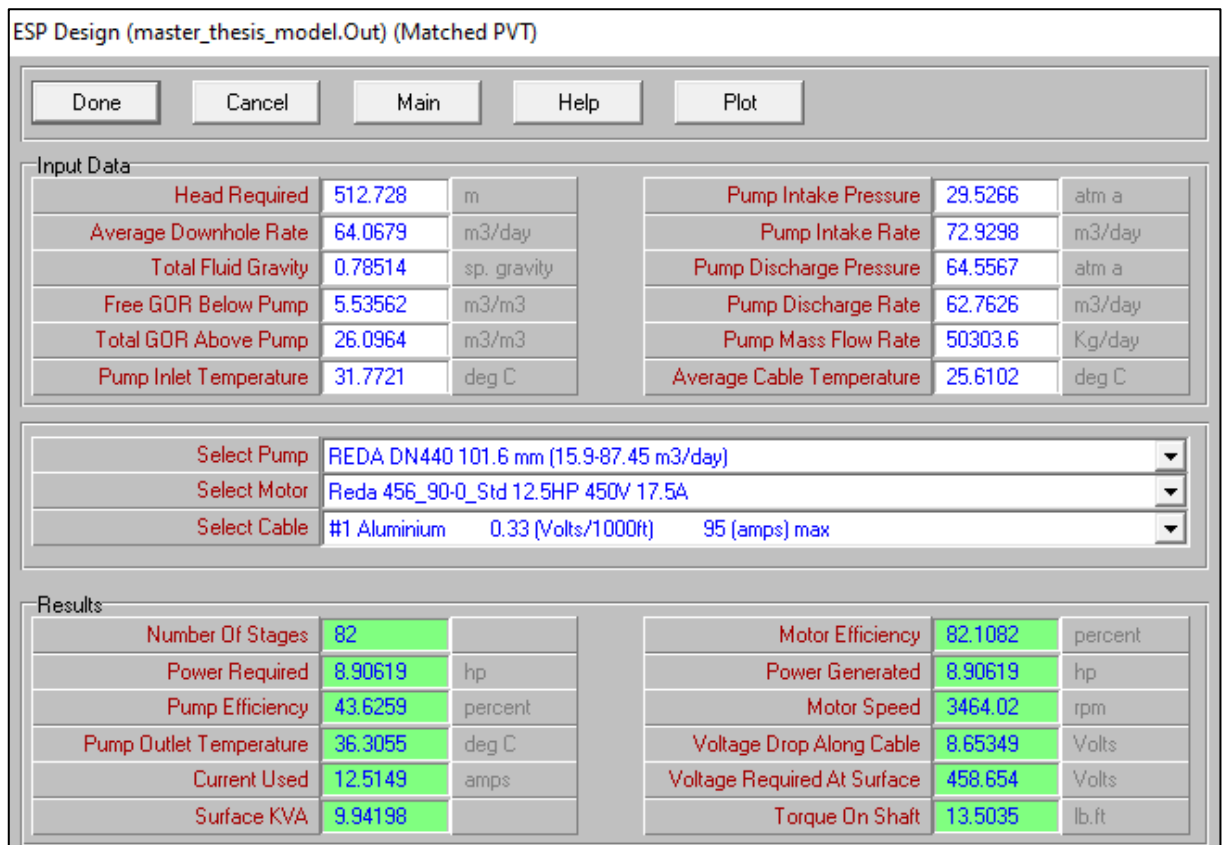 ESP Design (master_thesis_model.Out) (Matched PVT)
Done Cancel Main Help Plot
Input Data
Head Required 512.728 m Pump Intake Pressure 29.5266 atm a
Average Downhole Rate 64.0679 m3/day Pump Intake Rate 72.9298 m3/day
Total Fluid Gravity 0.78514 sp. gravity Pump Discharge Pressure 64.5567 atm a
Free GOR Below Pump 5.53562 m3/m3 Pump Discharge Rate 62.7626 m3/day
Total GOR Above Pump 26.0964 m3/m3 Pump Mass Flow Rate 50303.6 Kg/day
Pump Inlet Temperature 31.7721 deg C Average Cable Temperature 25.6102 deg C
Select Pump REDA DN440 101.6 mm (15.9-87.45 m3/day)
Select Motor Reda 456_90-0_Std 12.5HP 450V 17.5A
Select Cable #1 Aluminium 0.33 (Volts/1000ft) 95 (amps) max
Results
Number Of Stages 82 Motor Efficiency 82.1082 percent
Power Required 8.90619 hp Power Generated 8.90619 hp
Pump Efficiency 43.6259 percent Motor Speed 3464.02 rpm
Pump Outlet Temperature 36.3055 deg C Voltage Drop Along Cable 8.65349 Volts
Current Used 12.5149 amps Voltage Required At Surface 458.654 Volts
Surface KVA 9.94198 Torque On Shaft 13.5035 lb.ft